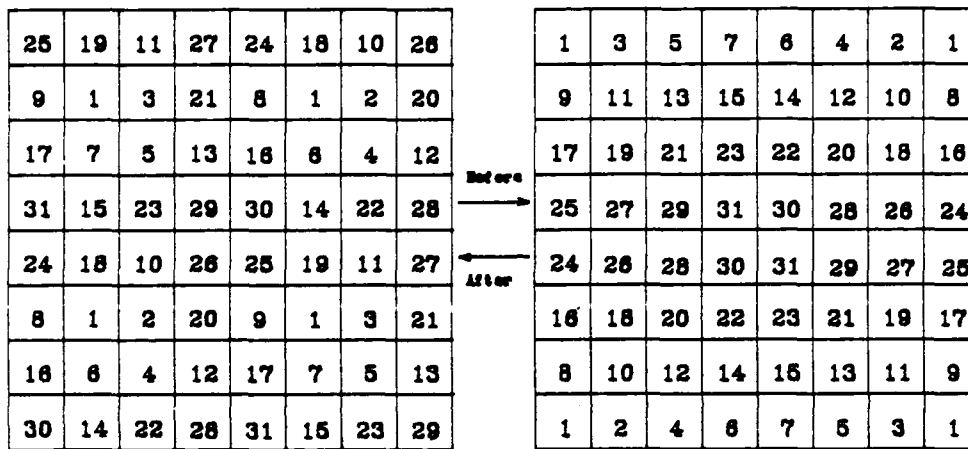 25 19 11 27 24 18 10 26
9 1 3 21 8 1 2 20
17 7 5 13 16 6 4 12
31 15 23 29 30 14 22 28
24 18 10 26 25 19 11 27
8 1 2 20 9 1 3 21
16 6 4 12 17 7 5 13
30 14 22 28 31 15 23 29
Before
After
1 3 5 7 6 4 2 1
9 11 13 15 14 12 10 8
17 19 21 23 22 20 18 16
25 27 29 31 30 28 26 24
24 26 28 30 31 29 27 25
16 18 20 22 23 21 19 17
8 10 12 14 15 13 11 9
1 2 4 6 7 5 3 1